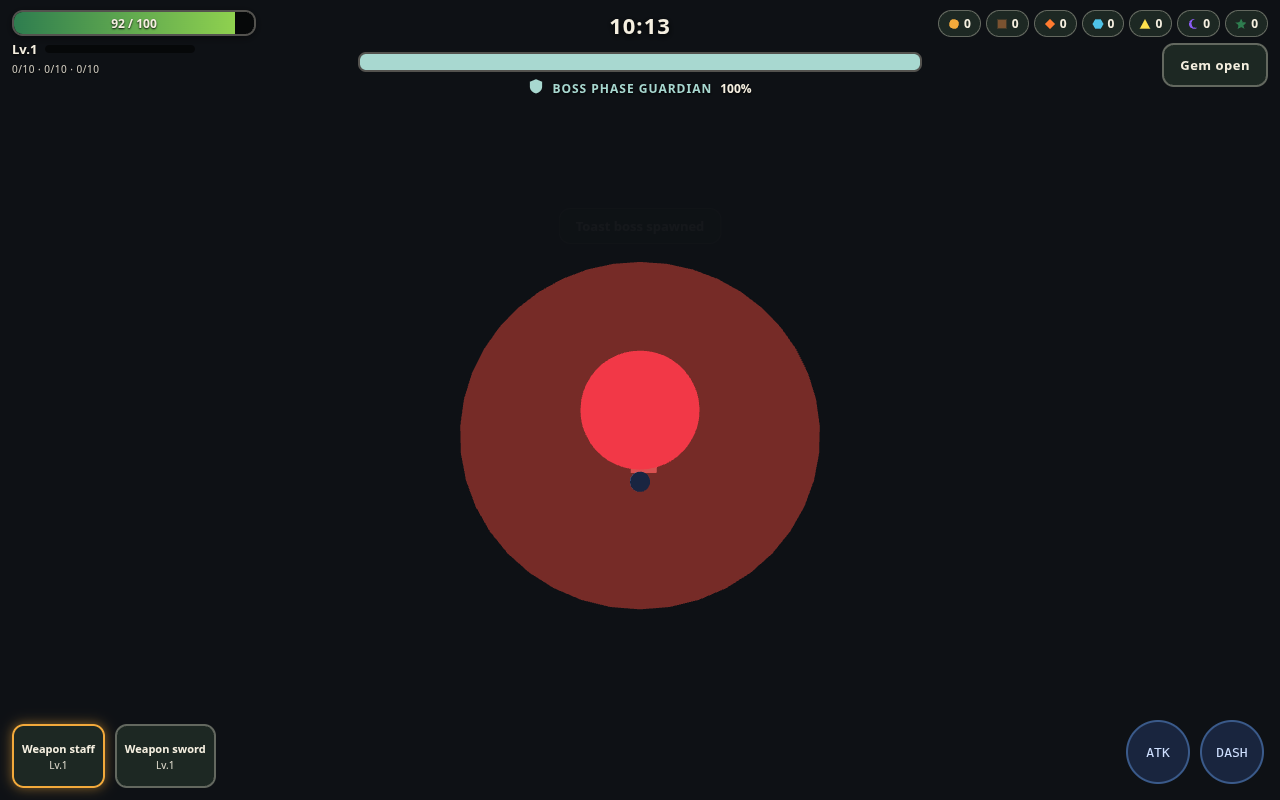 92 / 100
10:13
0
0
0
0
0
0
0
Lv.1
0/10 · 0/10 · 0/10
Gem open
BOSS PHASE GUARDIAN 100%
Toast boss spawned
Weapon staff
Lv.1
Weapon sword
Lv.1
ATK
DASH